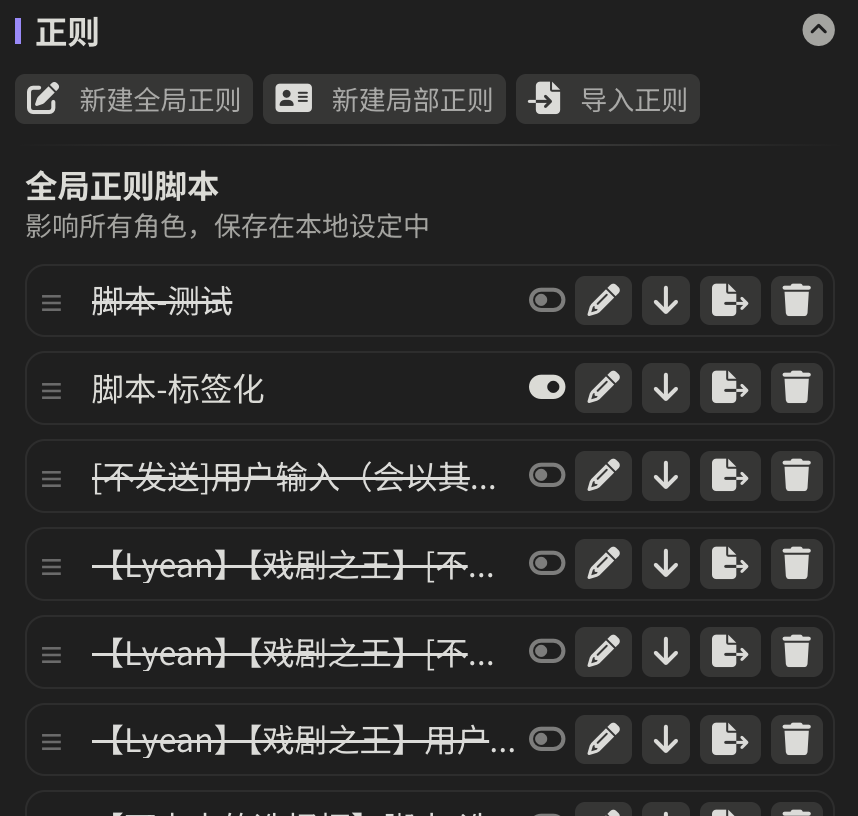 正则
新建全局正则
新建局部正则
导入正则
全局正则脚本
影响所有角色，保存在本地设定中
脚本-测试
脚本-标签化
[不发送]用户输入（会以其...
【Lyean】【戏剧之王】[不...
【Lyean】【戏剧之王】[不...
【Lyean】【戏剧之王】用户...